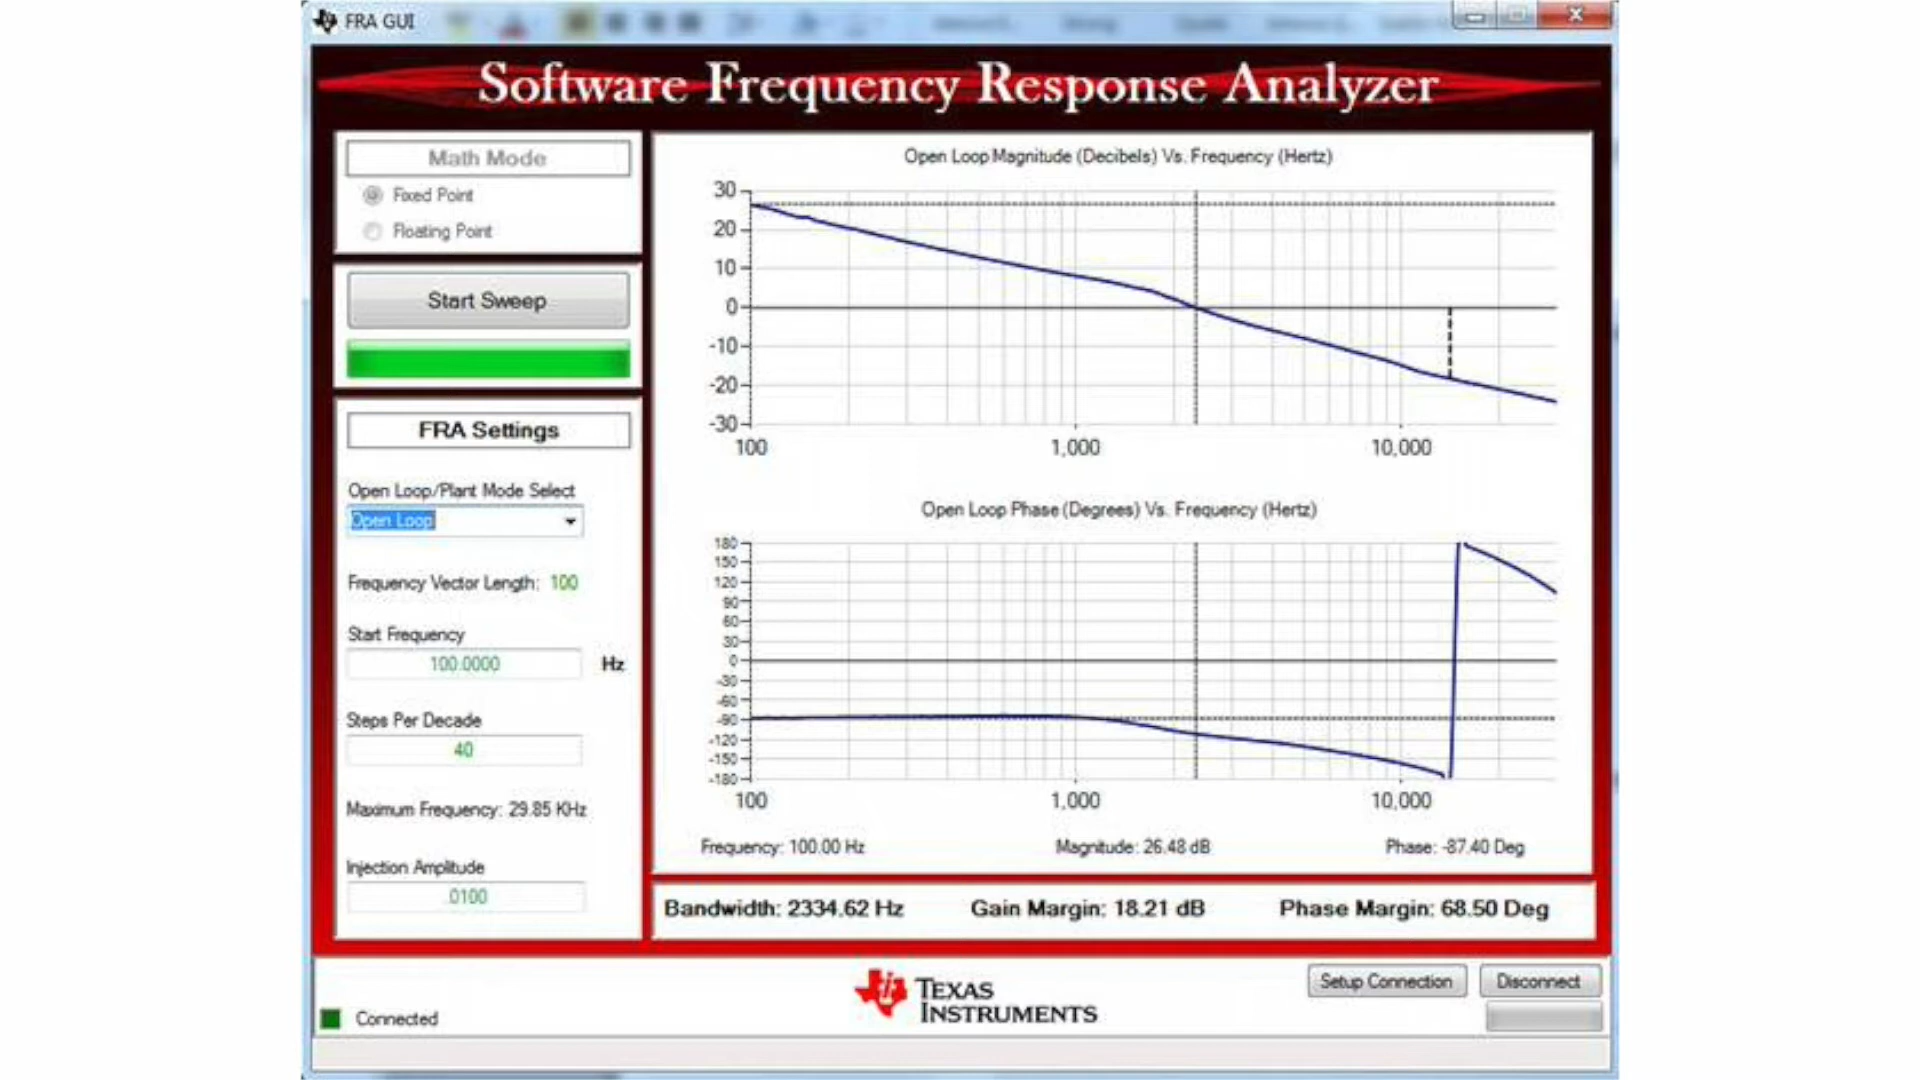 FRA GUI
Software Frequency Response Analyzer
Math Mode
Fixed Point
Floating Point
Start Sweep
FRA Settings
Open Loop/Plant Mode Select
Open Loop
Frequency Vector Length: 100
Start Frequency
100.0000 Hz
Steps Per Decade
40
Maximum Frequency: 29.85 KHz
Injection Amplitude
.0100
Open Loop Magnitude (Decibels) Vs. Frequency (Hertz)
30
20
10
0
-10
-20
-30
100 1,000 10,000
Open Loop Phase (Degrees) Vs. Frequency (Hertz)
180
150
120
90
60
30
0
-30
-60
-90
-120
-150
-180
100 1,000 10,000
Frequency: 100.00 Hz Magnitude: 26.48 dB Phase: -87.40 Deg
Bandwidth: 2334.62 Hz Gain Margin: 18.21 dB Phase Margin: 68.50 Deg
Connected
TEXAS
INSTRUMENTS
Setup Connection Disconnect